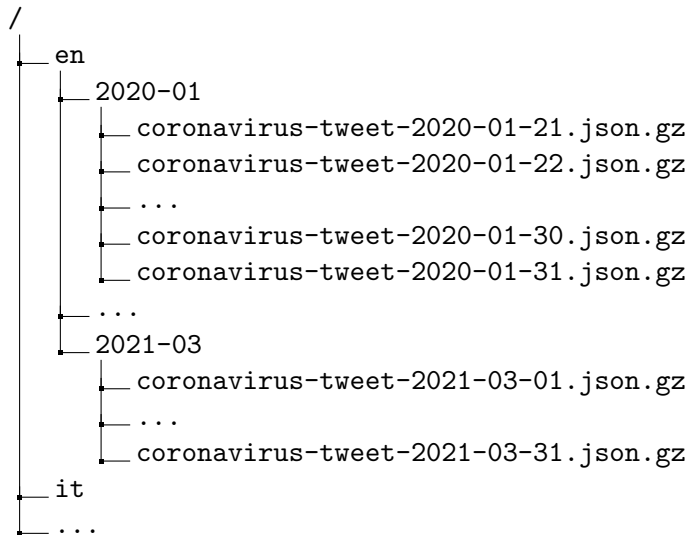 /
en
2020-01
coronavirus-tweet-2020-01-21.json.gz
coronavirus-tweet-2020-01-22.json.gz
...
coronavirus-tweet-2020-01-30.json.gz
coronavirus-tweet-2020-01-31.json.gz
...
2021-03
coronavirus-tweet-2021-03-01.json.gz
...
coronavirus-tweet-2021-03-31.json.gz
it
...